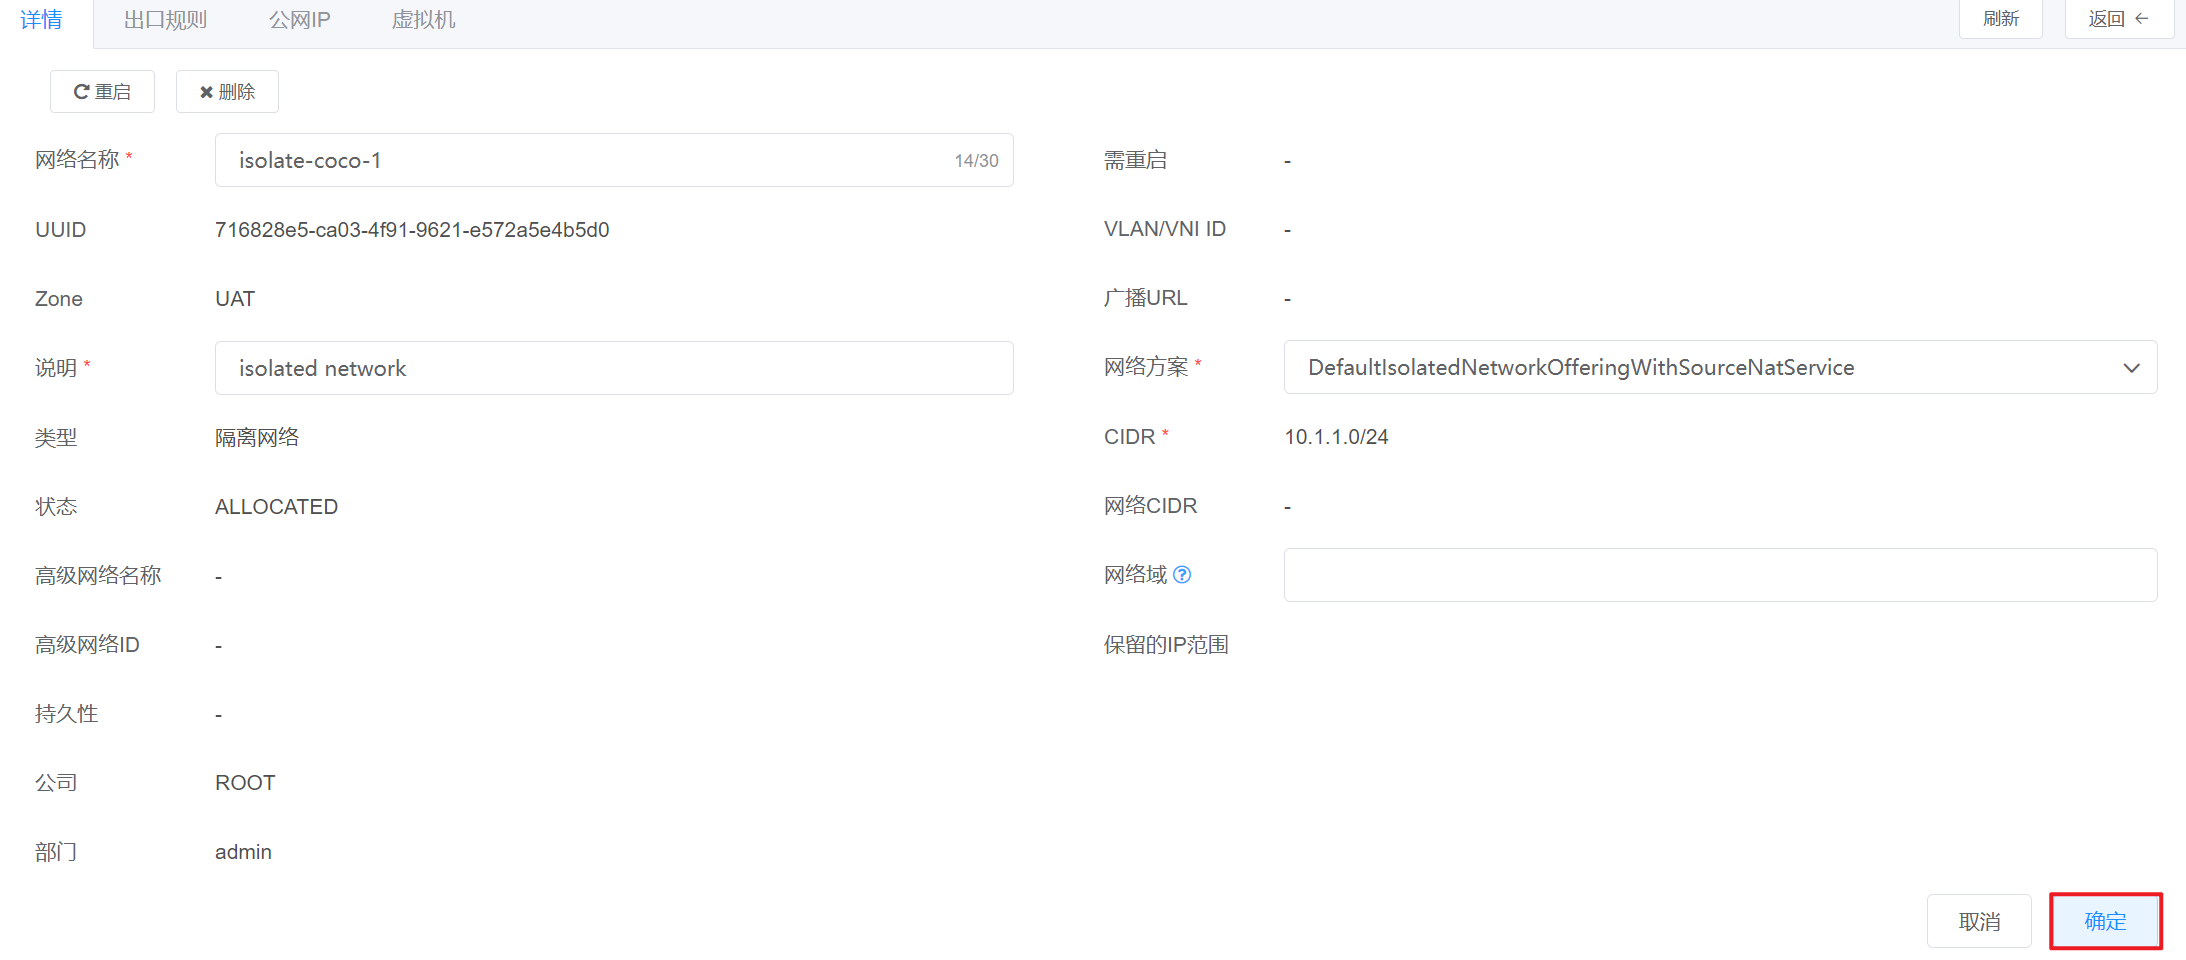 详情 出口规则 公网IP 虚拟机 刷新 返回 ←
重启 删除
网络名称 * isolate-coco-1 14/30 需重启 -
UUID 716828e5-ca03-4f91-9621-e572a5e4b5d0 VLAN/VNI ID -
Zone UAT 广播URL -
说明 * isolated network 网络方案 * DefaultIsolatedNetworkOfferingWithSourceNatService
类型 隔离网络 CIDR * 10.1.1.0/24
状态 ALLOCATED 网络CIDR -
高级网络名称 - 网络域 ?
高级网络ID - 保留的IP范围
持久性 -
公司 ROOT
部门 admin
取消 确定